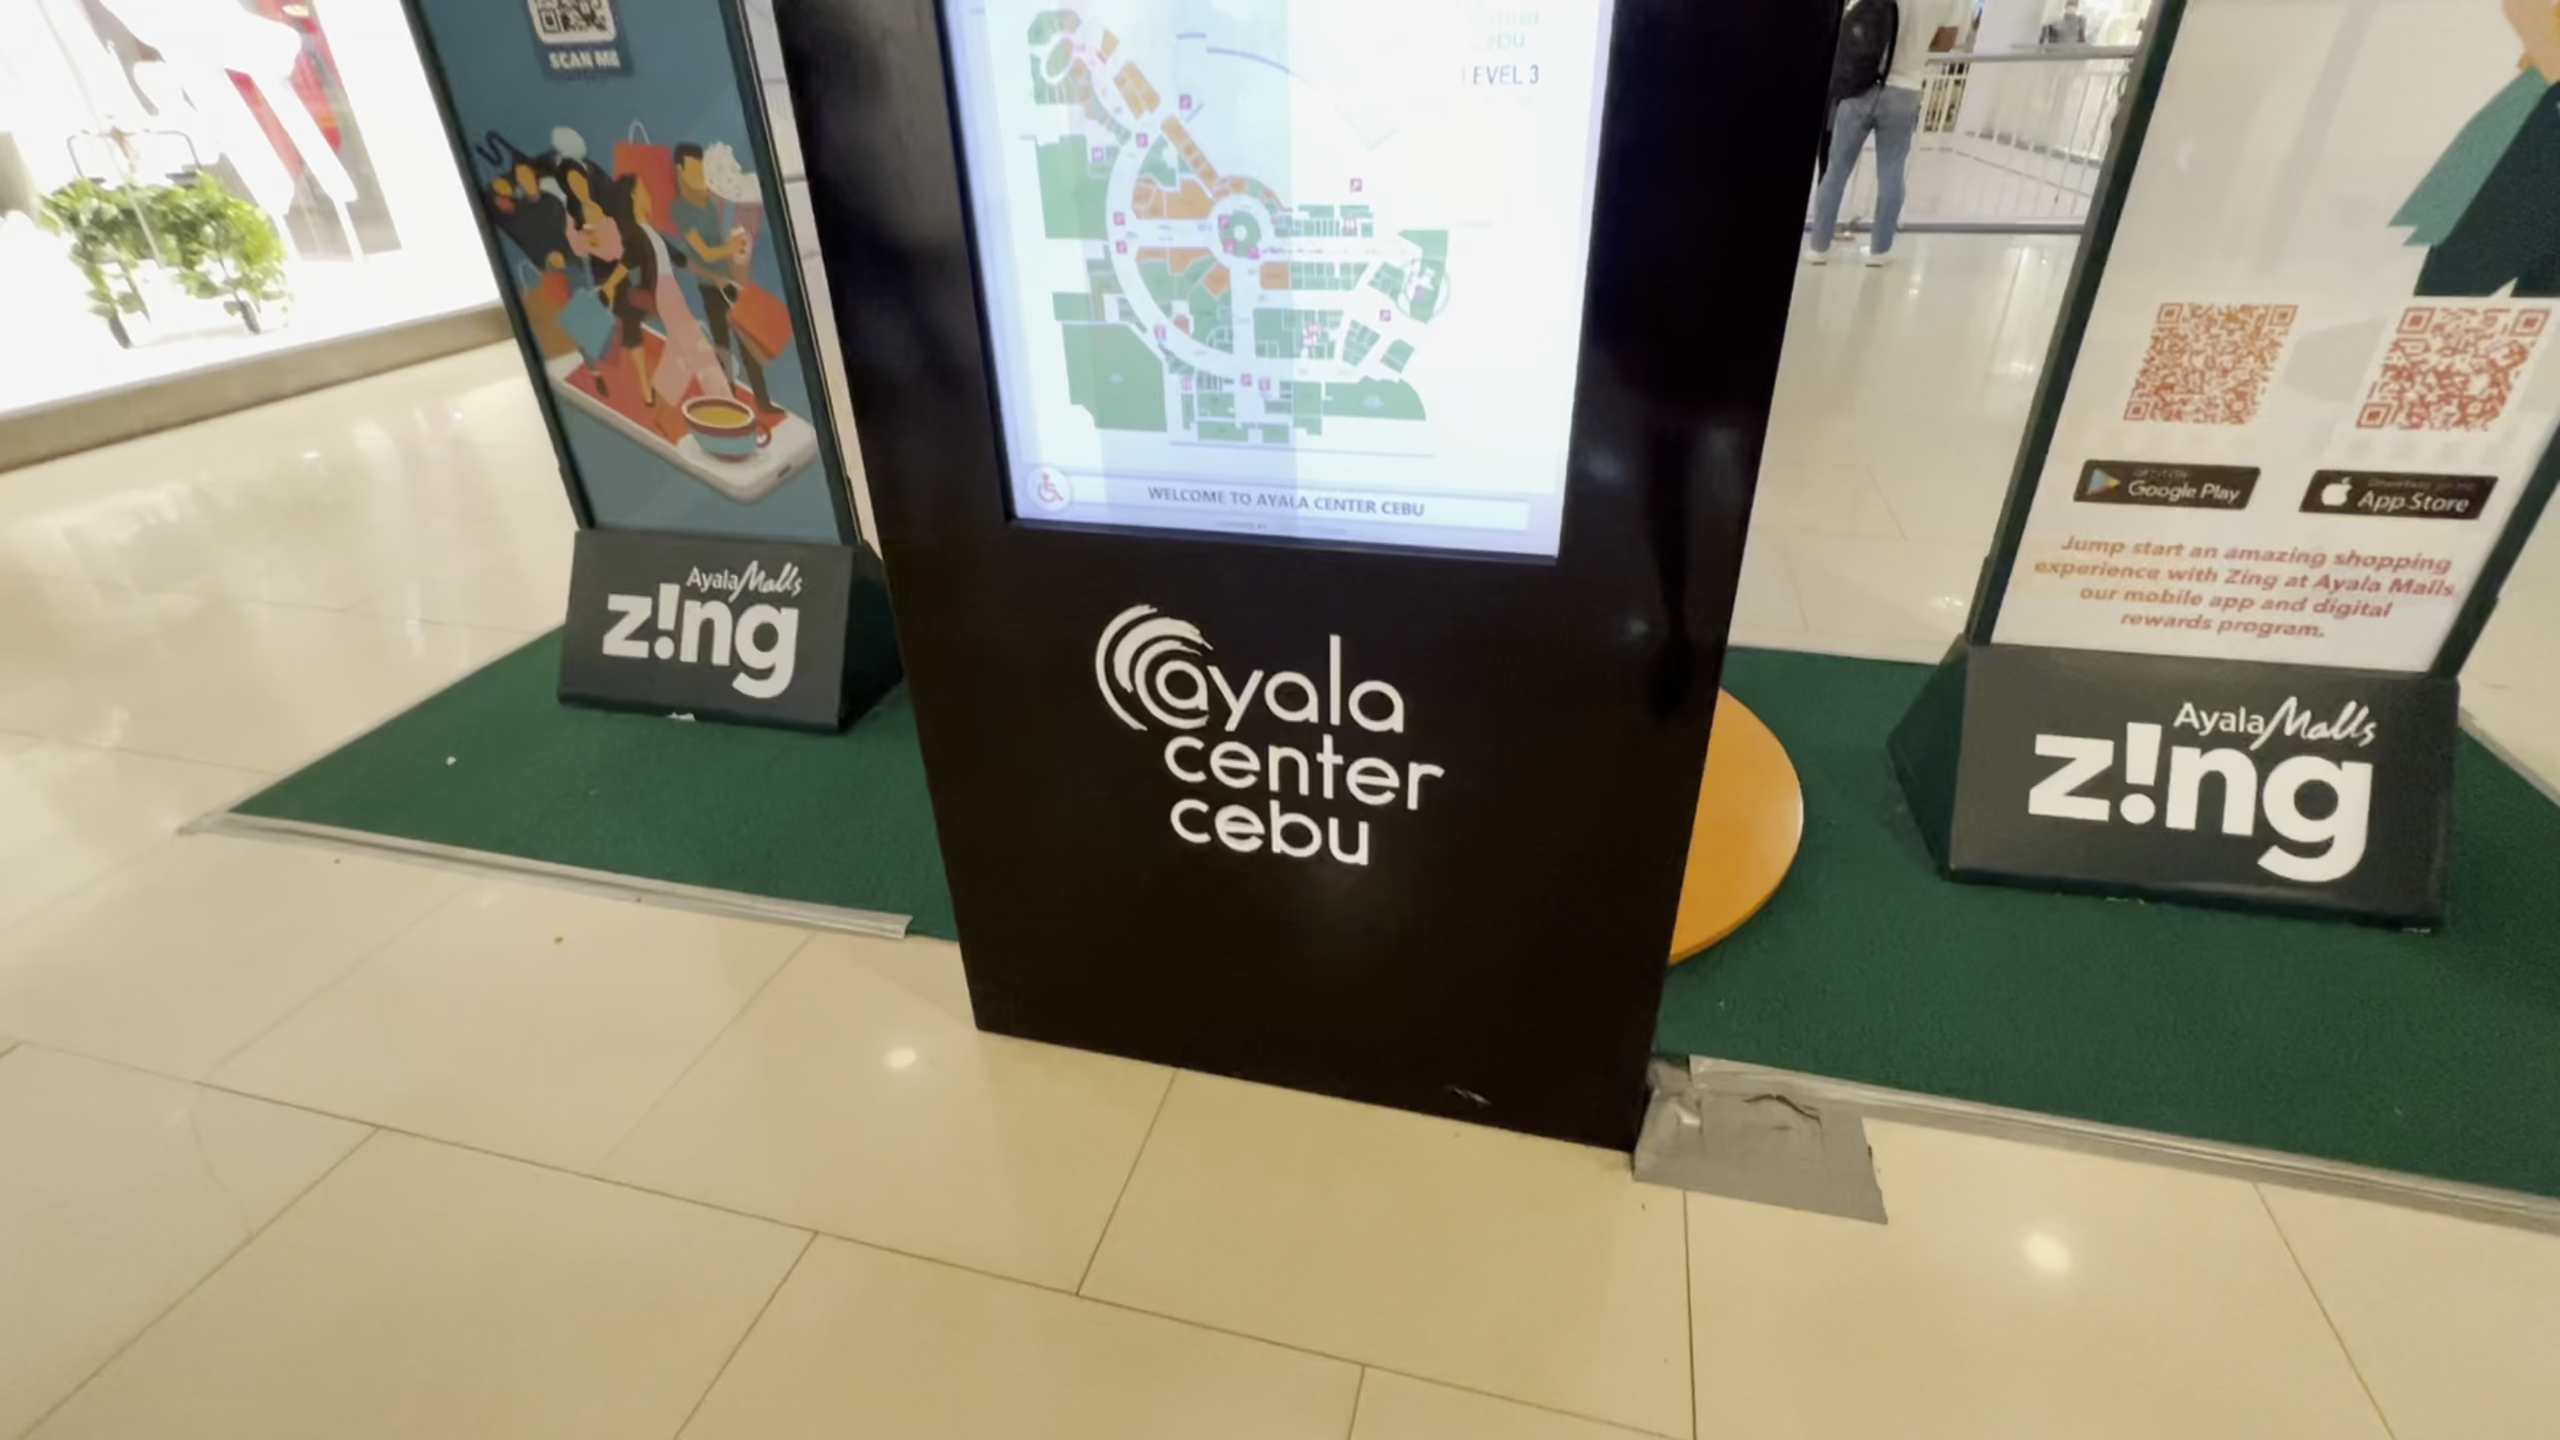 SCAN ME
Ayala Malls
z!ng
LEVEL 3
WELCOME TO AYALA CENTER CEBU
ayala
center
cebu
Google Play
App Store
Jump start an amazing shopping
experience with Zing at Ayala Malls
our mobile app and digital
rewards program.
Ayala Malls
z!ng